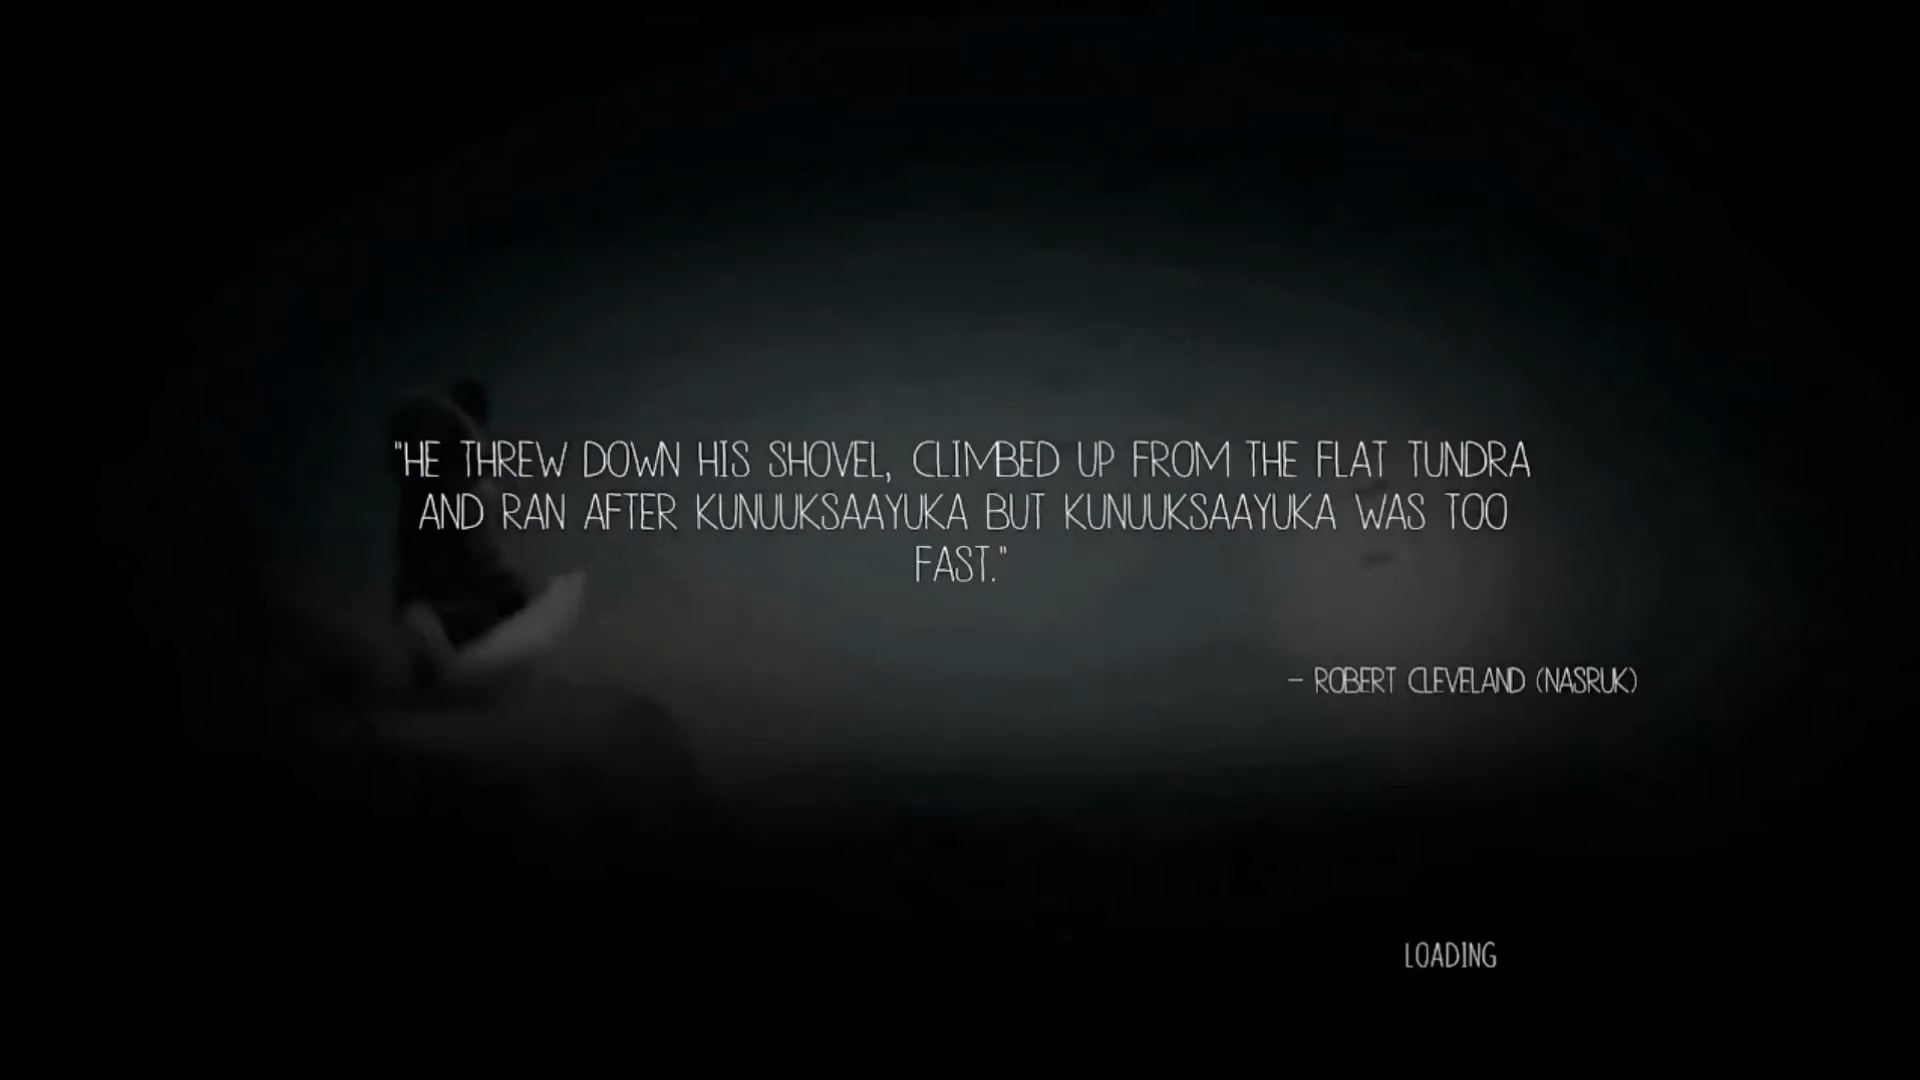 "HE THREW DOWN HIS SHOVEL, CLIMBED UP FROM THE FLAT TUNDRA
AND RAN AFTER KUNUUKSAAYUKA BUT KUNUUKSAAYUKA WAS TOO
FAST."
– ROBERT CLEVELAND (NASRUK)
LOADING